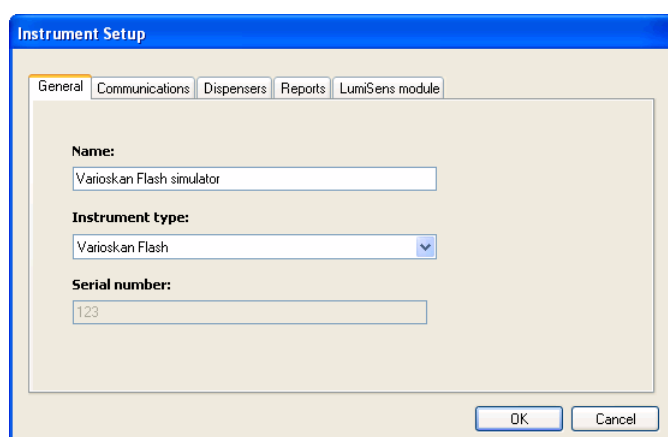 Instrument Setup
General Communications Dispensers Reports LumiSens module
Name:
Varioskan Flash simulator
Instrument type:
Varioskan Flash
Serial number:
123
OK Cancel